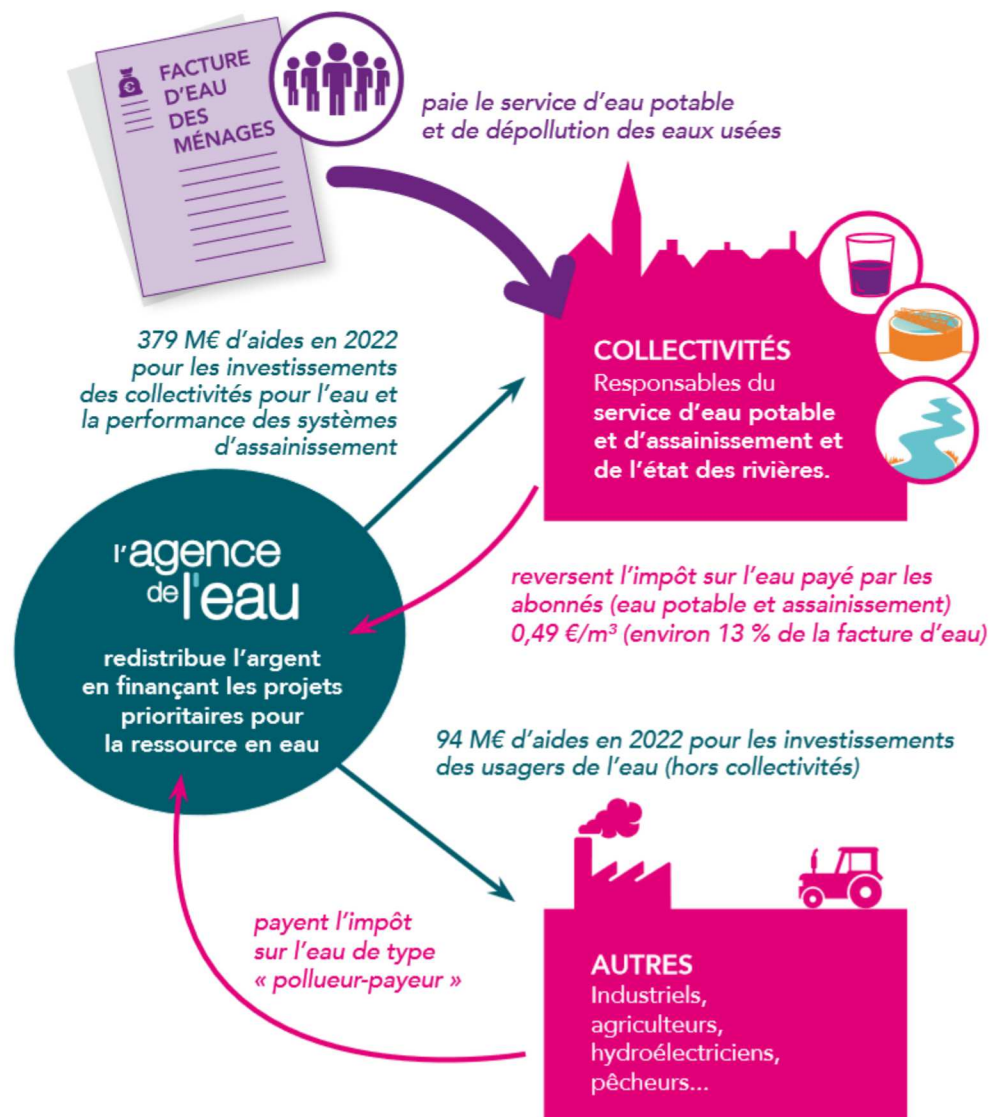 FACTURE
D'EAU
DES
MÉNAGES
€
paie le service d'eau potable
et de dépollution des eaux usées
379 M€ d'aides en 2022
pour les investissements
des collectivités pour l'eau et
la performance des systèmes
d'assainissement
COLLECTIVITÉS
Responsables du
service d'eau potable
et d'assainissement et
de l'état des rivières.
l'agence
de l'eau
redistribue l'argent
en finançant les projets
prioritaires pour
la ressource en eau
reversent l'impôt sur l'eau payé par les
abonnés (eau potable et assainissement)
0,49 €/m³ (environ 13 % de la facture d'eau)
94 M€ d'aides en 2022 pour les investissements
des usagers de l'eau (hors collectivités)
payent l'impôt
sur l'eau de type
« pollueur-payeur »
AUTRES
Industriels,
agriculteurs,
hydroélectriciens,
pêcheurs...